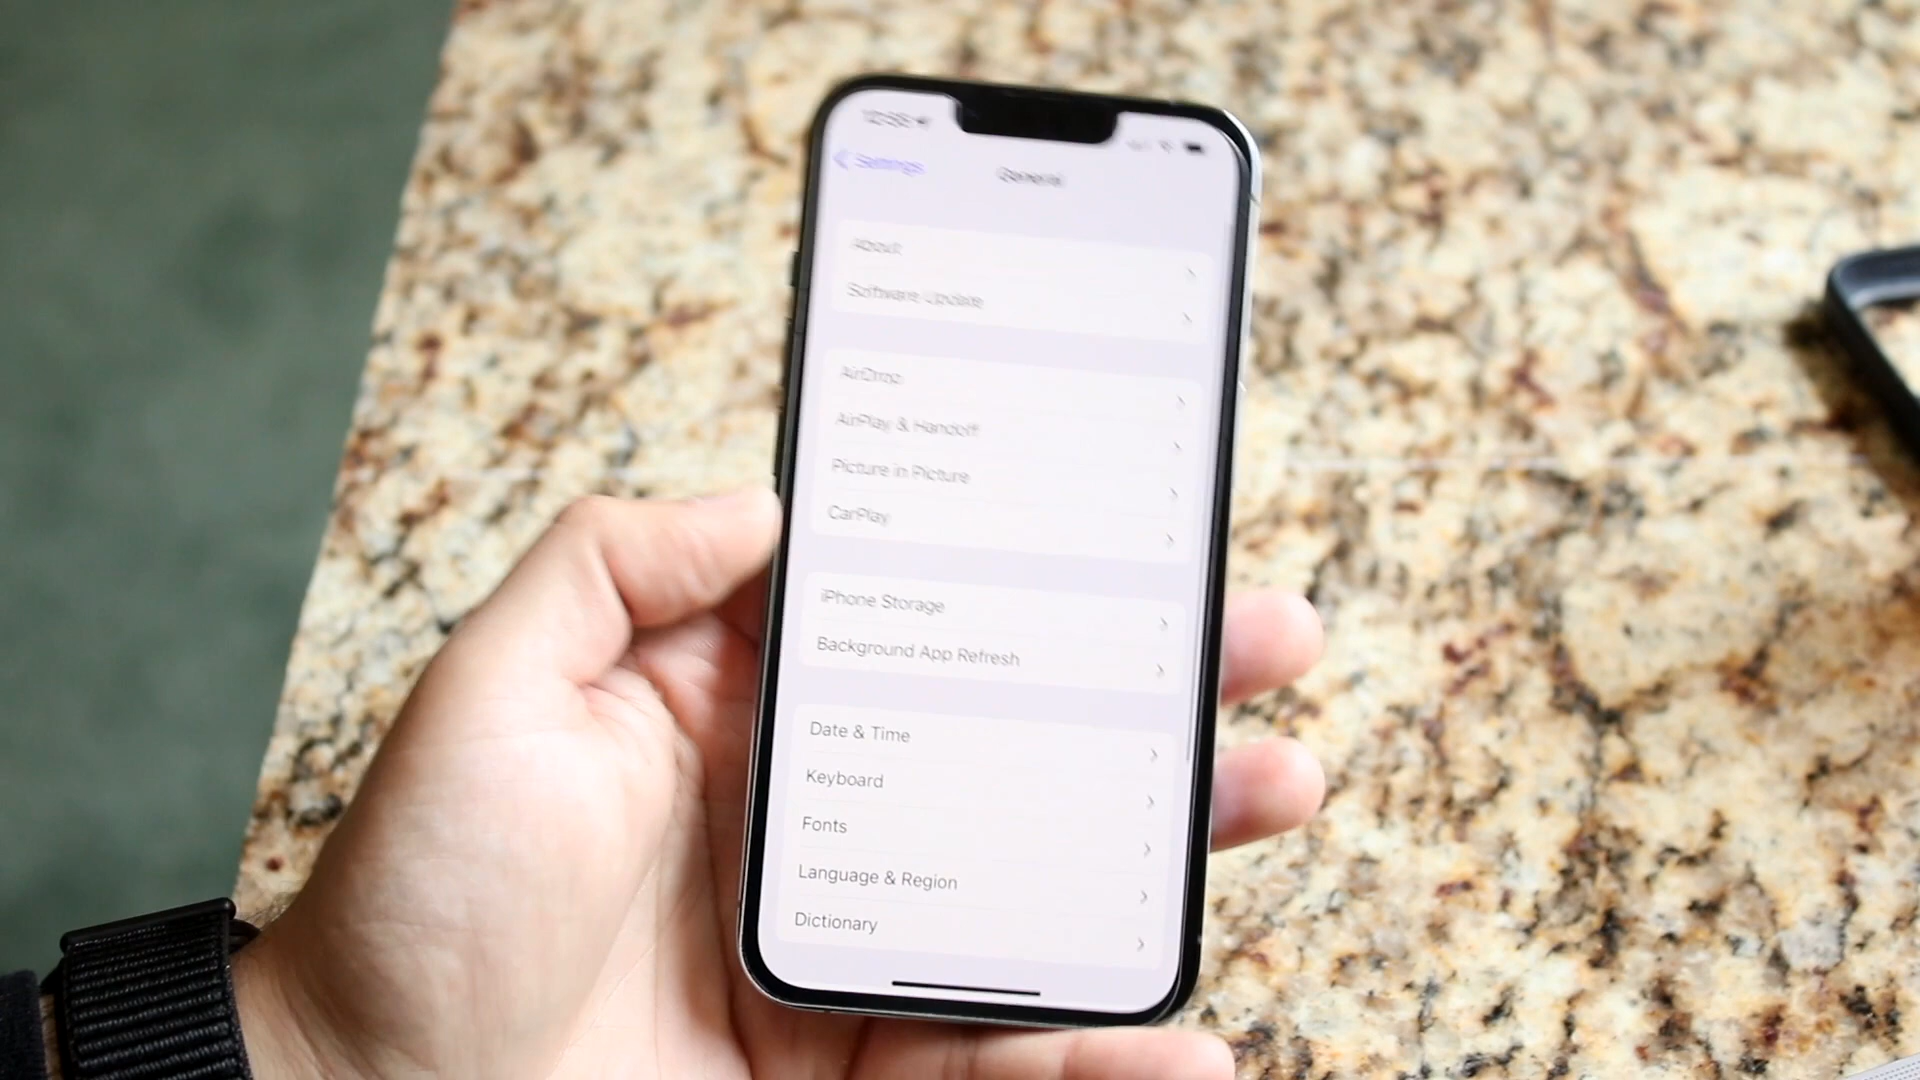 Settings
General
About
Software Update
AirDrop
AirPlay & Handoff
Picture in Picture
CarPlay
iPhone Storage
Background App Refresh
Date & Time
Keyboard
Fonts
Language & Region
Dictionary